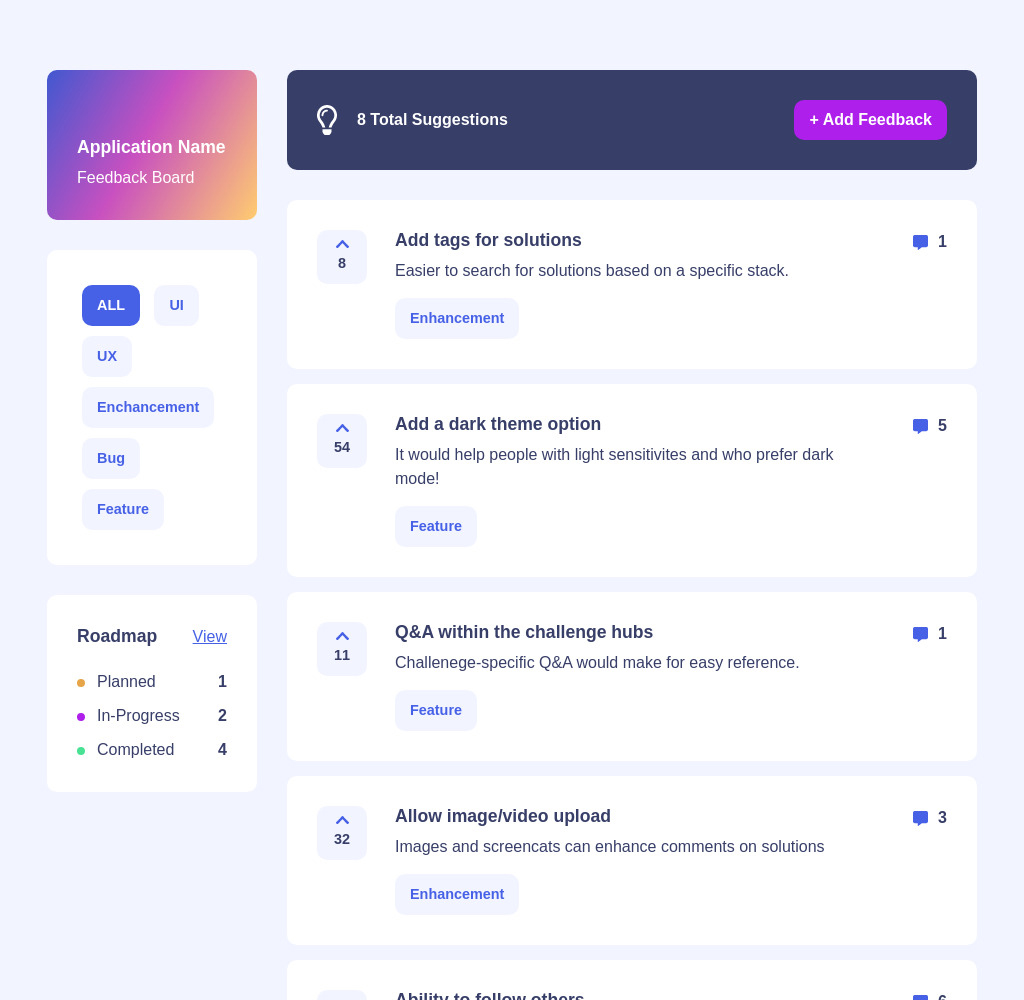 Application Name
Feedback Board
ALL
UI
UX
Enchancement
Bug
Feature
Roadmap
View
Planned
1
In-Progress
2
Completed
4
8 Total Suggestions
+ Add Feedback
8
Add tags for solutions
Easier to search for solutions based on a specific stack.
Enhancement
1
54
Add a dark theme option
It would help people with light sensitivites and who prefer dark
mode!
Feature
5
11
Q&A within the challenge hubs
Challenege-specific Q&A would make for easy reference.
Feature
1
32
Allow image/video upload
Images and screencats can enhance comments on solutions
Enhancement
3
Ability to follow others
6